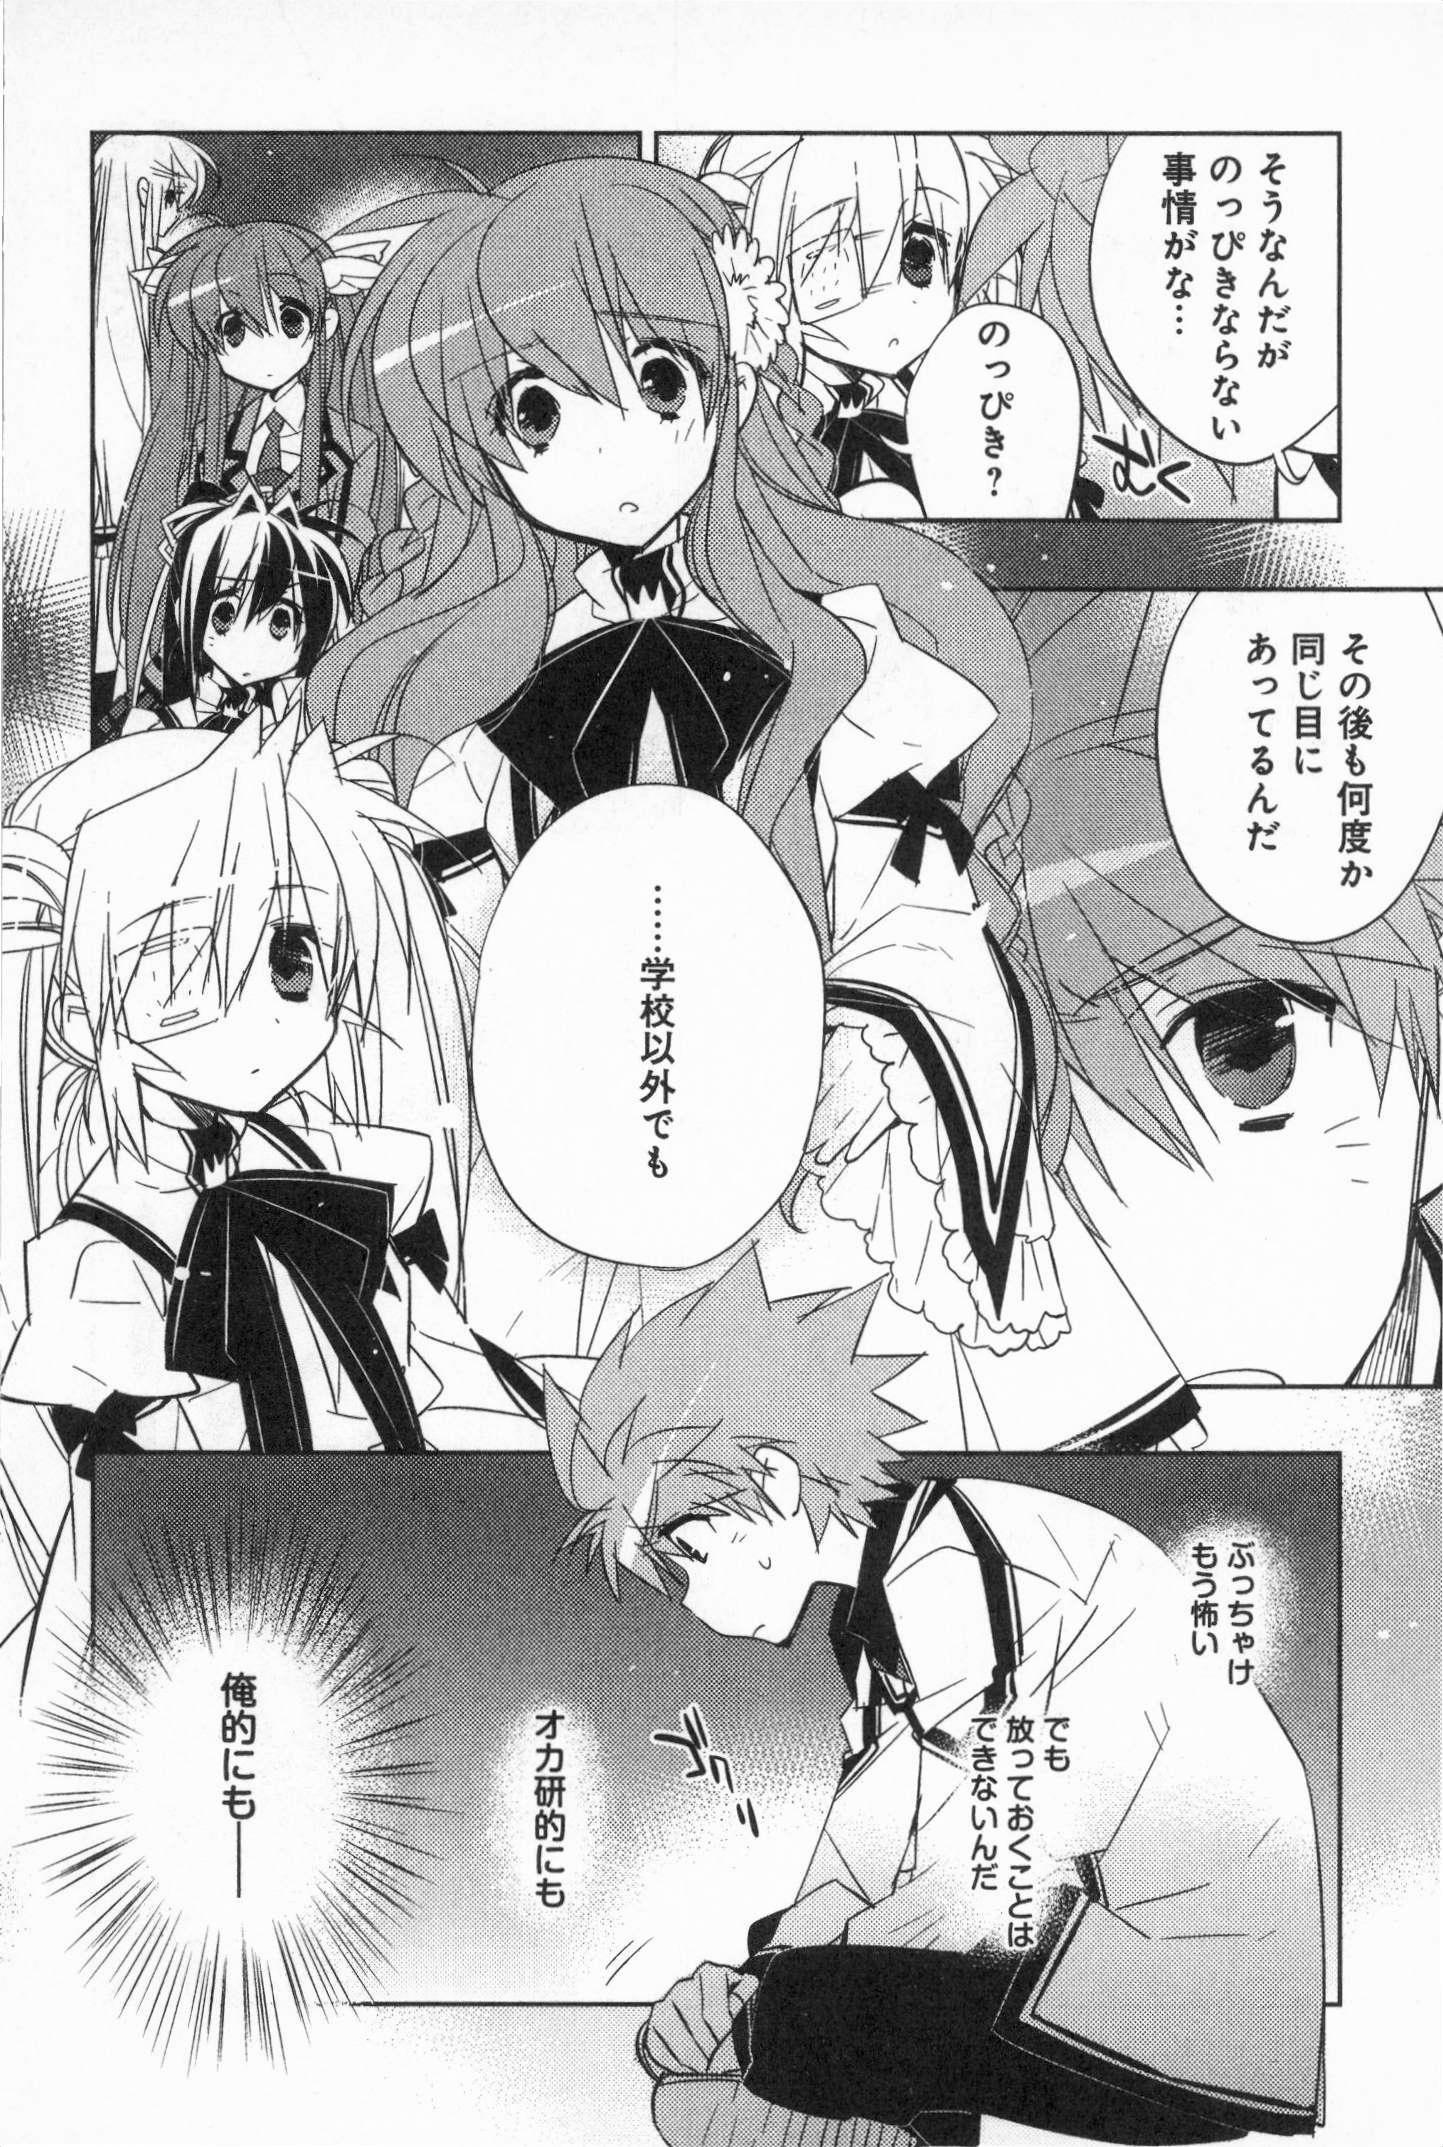 そうなんだが
のっぴきならない
事情がな…
のっぴき？
むく
その後も何度か
同じ目に
あってるんだ
……学校以外でも
ぶっちゃけ
もう怖い
でも
放っておくことは
できないんだ
オカ研的にも
俺的にも――